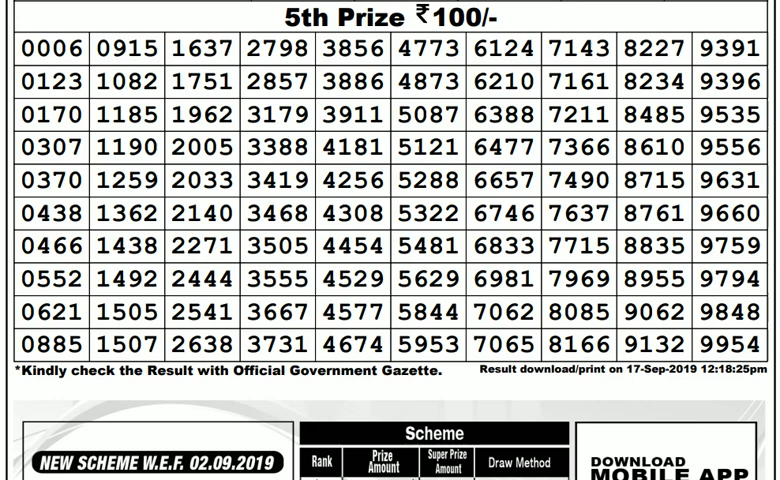 5th Prize ₹100/-
0006 0915 1637 2798 3856 4773 6124 7143 8227 9391
0123 1082 1751 2857 3886 4873 6210 7161 8234 9396
0170 1185 1962 3179 3911 5087 6388 7211 8485 9535
0307 1190 2005 3388 4181 5121 6477 7366 8610 9556
0370 1259 2033 3419 4256 5288 6657 7490 8715 9631
0438 1362 2140 3468 4308 5322 6746 7637 8761 9660
0466 1438 2271 3505 4454 5481 6833 7715 8835 9759
0552 1492 2444 3555 4529 5629 6981 7969 8955 9794
0621 1505 2541 3667 4577 5844 7062 8085 9062 9848
0885 1507 2638 3731 4674 5953 7065 8166 9132 9954
*Kindly check the Result with Official Government Gazette. Result download/print on 17-Sep-2019 12:18:25pm
NEW SCHEME W.E.F. 02.09.2019
Scheme
Rank Prize Amount Super Prize Amount Draw Method
DOWNLOAD
MOBILE APP